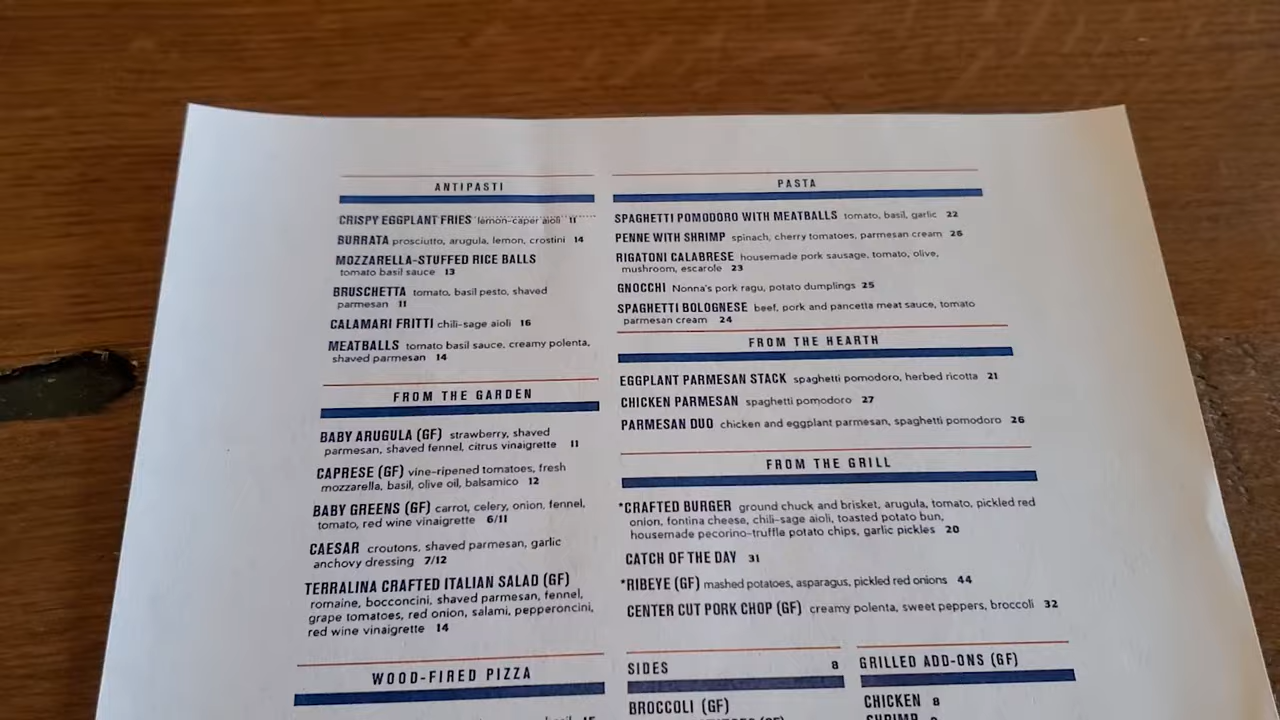 ANTIPASTI
CRISPY EGGPLANT FRIES lemon-caper aioli 11
BURRATA prosciutto, arugula, lemon, crostini 14
MOZZARELLA-STUFFED RICE BALLS
tomato basil sauce 13
BRUSCHETTA tomato, basil pesto, shaved
parmesan 11
CALAMARI FRITTI chili-sage aioli 16
MEATBALLS tomato basil sauce, creamy polenta,
shaved parmesan 14
FROM THE GARDEN
BABY ARUGULA (GF) strawberry, shaved
parmesan, shaved fennel, citrus vinaigrette 11
CAPRESE (GF) vine-ripened tomatoes, fresh
mozzarella, basil, olive oil, balsamico 12
BABY GREENS (GF) carrot, celery, onion, fennel,
tomato, red wine vinaigrette 6/11
CAESAR croutons, shaved parmesan, garlic
anchovy dressing 7/12
TERRALINA CRAFTED ITALIAN SALAD (GF)
romaine, bocconcini, shaved parmesan, fennel,
grape tomatoes, red onion, salami, pepperoncini,
red wine vinaigrette 14
WOOD-FIRED PIZZA
PASTA
SPAGHETTI POMODORO WITH MEATBALLS tomato, basil, garlic 22
PENNE WITH SHRIMP spinach, cherry tomatoes, parmesan cream 26
RIGATONI CALABRESE housemade pork sausage, tomato, olive,
mushroom, escarole 23
GNOCCHI Nonna's pork ragu, potato dumplings 25
SPAGHETTI BOLOGNESE beef, pork and pancetta meat sauce, tomato
parmesan cream 24
FROM THE HEARTH
EGGPLANT PARMESAN STACK spaghetti pomodoro, herbed ricotta 21
CHICKEN PARMESAN spaghetti pomodoro 27
PARMESAN DUO chicken and eggplant parmesan, spaghetti pomodoro 26
FROM THE GRILL
*CRAFTED BURGER ground chuck and brisket, arugula, tomato, pickled red
onion, fontina cheese, chili-sage aioli, toasted potato bun,
housemade pecorino-truffle potato chips, garlic pickles 20
CATCH OF THE DAY 31
*RIBEYE (GF) mashed potatoes, asparagus, pickled red onions 44
CENTER CUT PORK CHOP (GF) creamy polenta, sweet peppers, broccoli 32
SIDES 8
BROCCOLI (GF)
GRILLED ADD-ONS (GF)
CHICKEN 8
SHRIMP